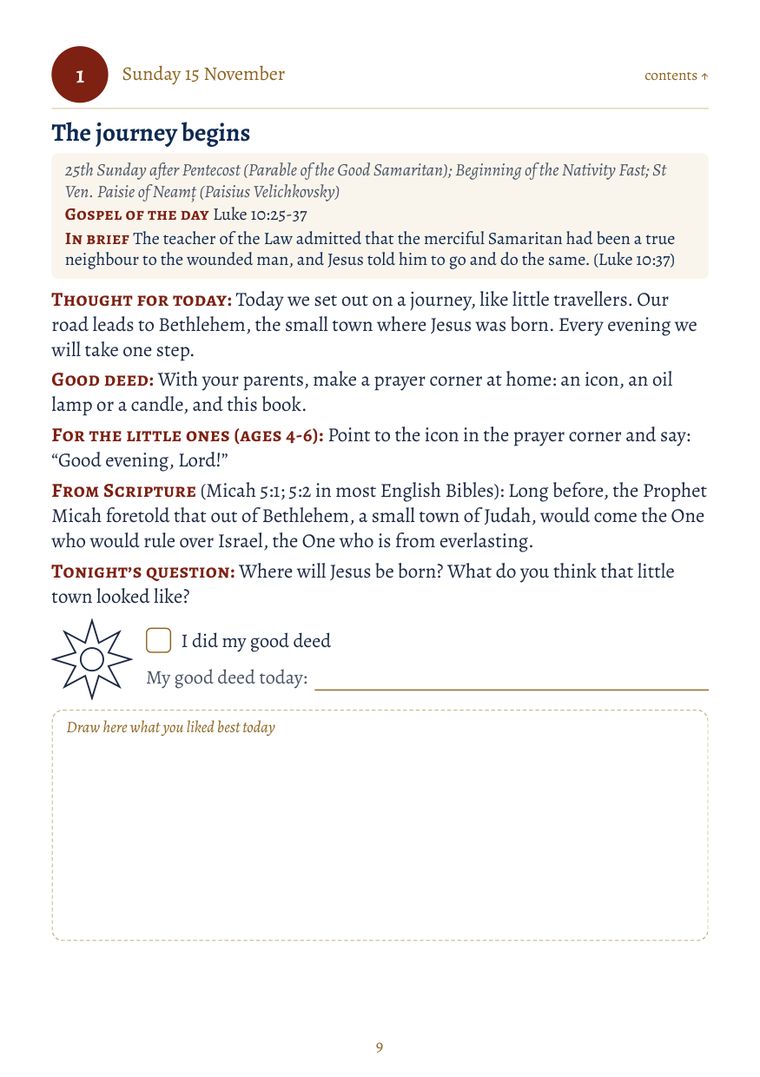 1
Sunday 15 November
contents ↑
The journey begins
25th Sunday after Pentecost (Parable of the Good Samaritan); Beginning of the Nativity Fast; St
Ven. Paisie of Neamț (Paisius Velichkovsky)
Gospel of the day Luke 10:25-37
In brief The teacher of the Law admitted that the merciful Samaritan had been a true
neighbour to the wounded man, and Jesus told him to go and do the same. (Luke 10:37)
Thought for today: Today we set out on a journey, like little travellers. Our
road leads to Bethlehem, the small town where Jesus was born. Every evening we
will take one step.
Good deed: With your parents, make a prayer corner at home: an icon, an oil
lamp or a candle, and this book.
For the little ones (ages 4-6): Point to the icon in the prayer corner and say:
“Good evening, Lord!”
From Scripture (Micah 5:1; 5:2 in most English Bibles): Long before, the Prophet
Micah foretold that out of Bethlehem, a small town of Judah, would come the One
who would rule over Israel, the One who is from everlasting.
Tonight’s question: Where will Jesus be born? What do you think that little
town looked like?
I did my good deed
My good deed today:
Draw here what you liked best today
9